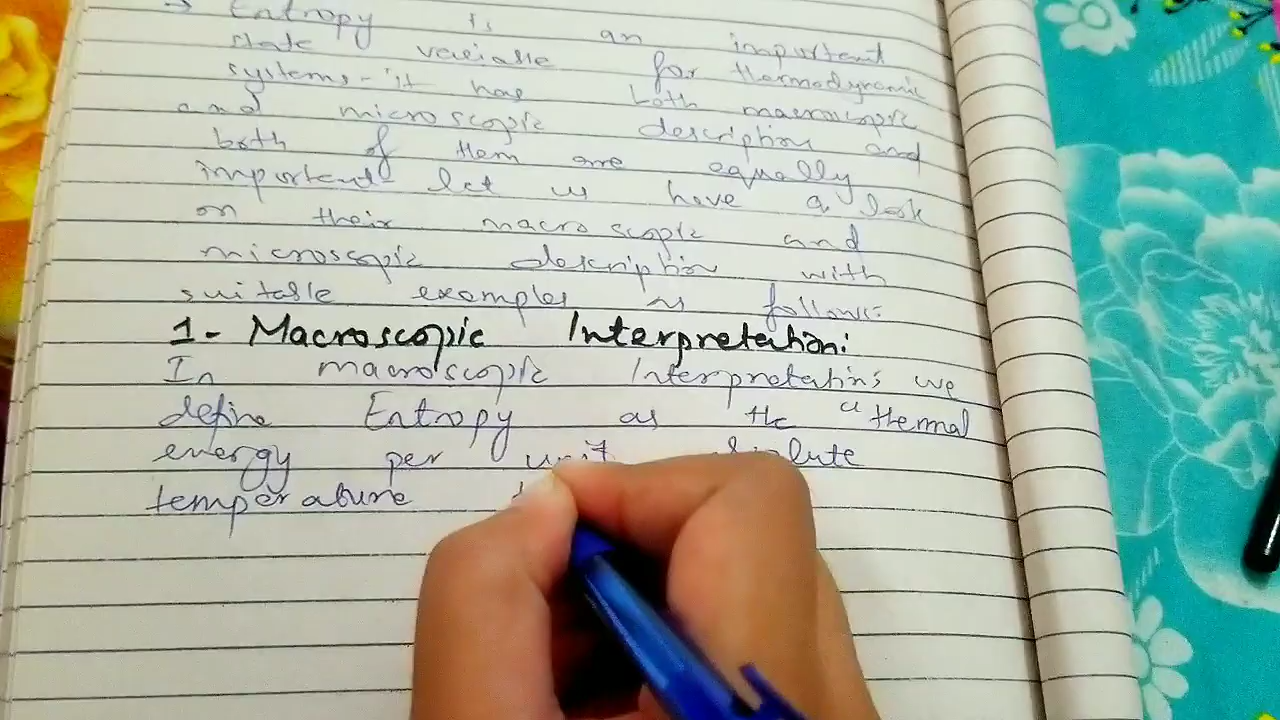 → Entropy is an important
state variable for thermodynamic
systems-it has both macroscopic
and microscopic description and
both of them are equally
important- let us have a look
on their macroscopic and
microscopic description with
suitable examples as follows:
1- Macroscopic Interpretation:
In macroscopic Interpretations we
define Entropy as the "thermal
energy per unit absolute
temperature